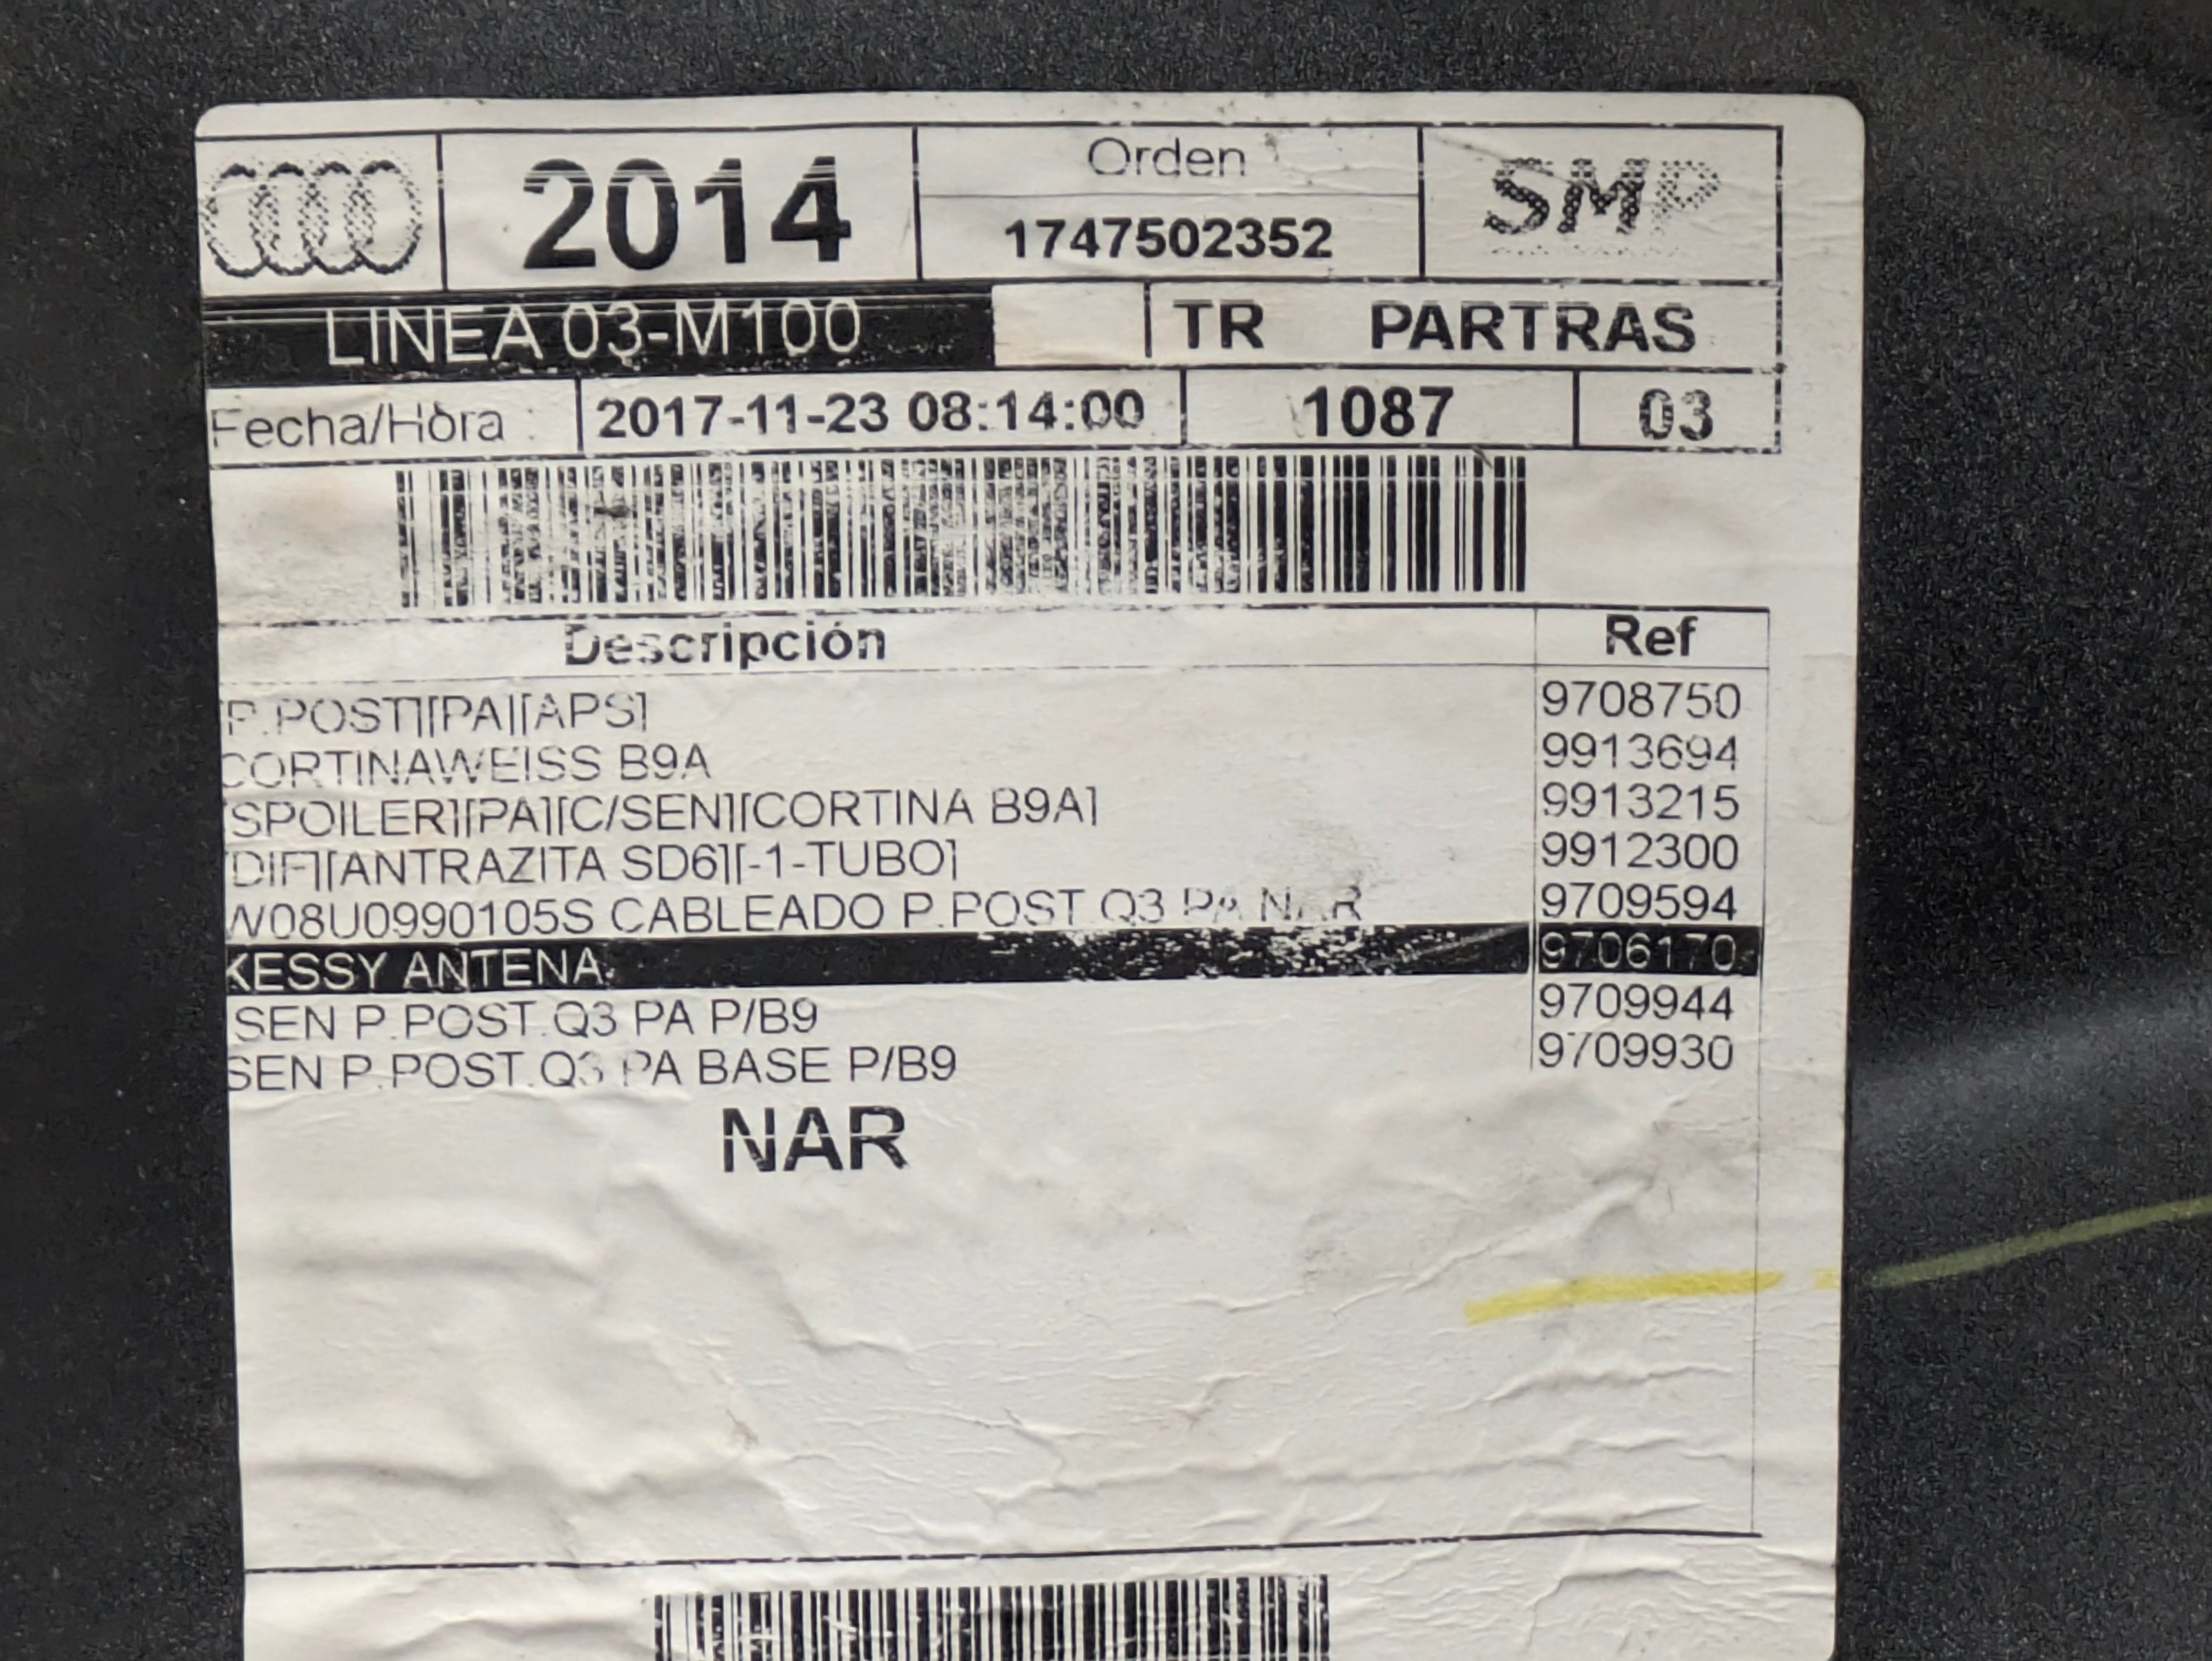 2014
Orden
1747502352
SMP
LINEA 03-M100
TR PARTRAS
Fecha/Hora :
2017-11-23 08:14:00
1087
03
Descripción Ref
[P.POST][PA][APS] 9708750
CORTINAWEISS B9A 9913694
[SPOILER][PA][C/SEN][CORTINA B9A] 9913215
[DIF][ANTRAZITA SD6][-1-TUBO] 9912300
W08U0990105S CABLEADO P.POST.Q3 PA NAR 9709594
KESSY ANTENA 9706170
SEN P.POST.Q3 PA P/B9 9709944
SEN P.POST.Q3 PA BASE P/B9 9709930
NAR